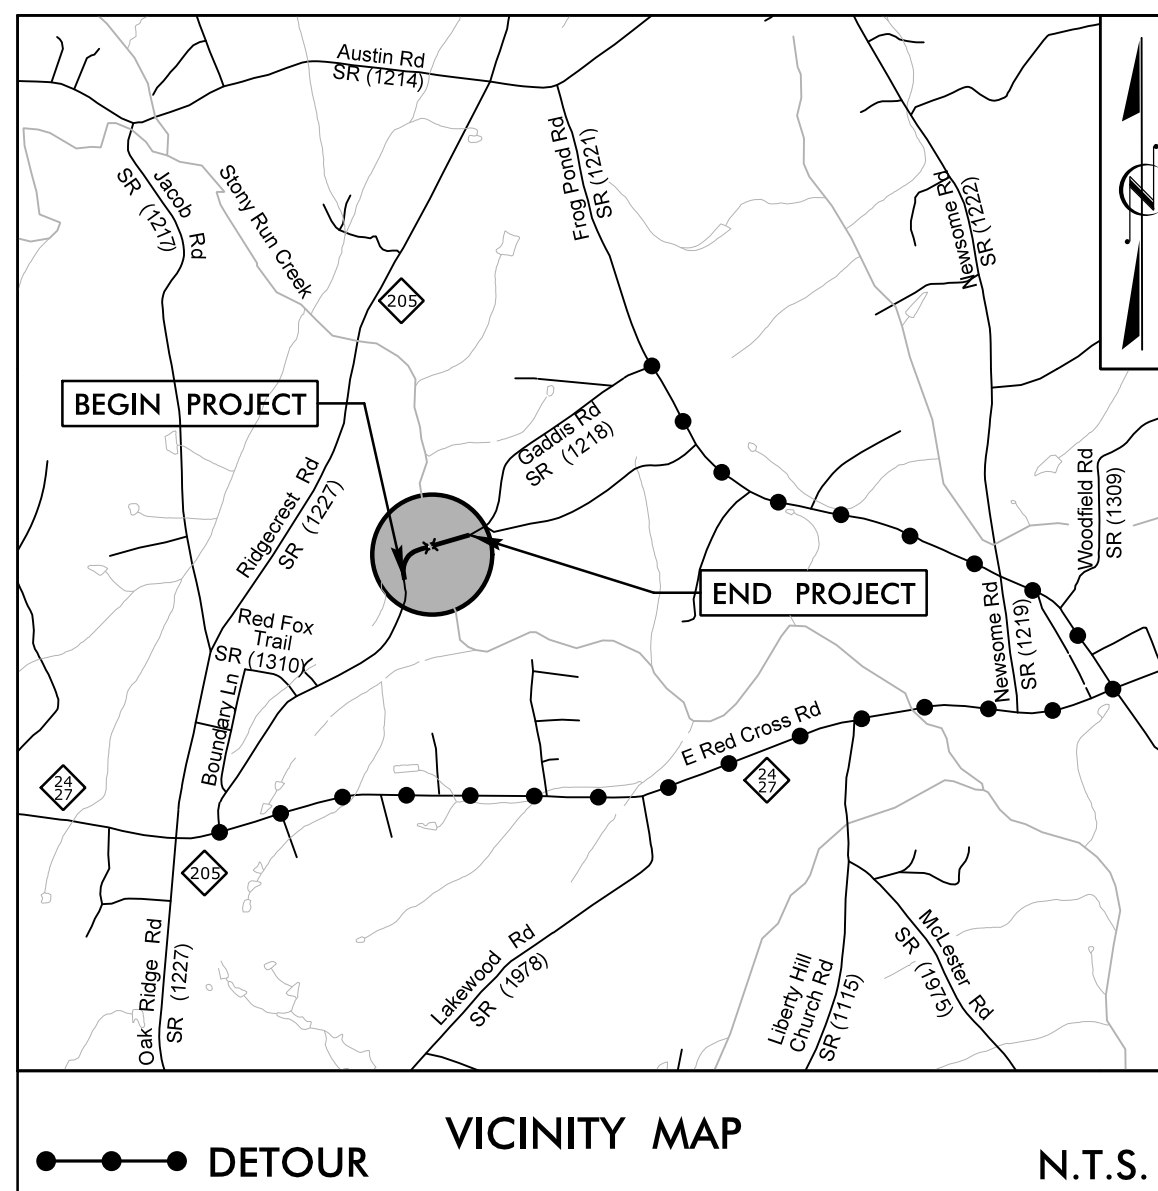 Austin Rd
SR (1214)
Frog Pond Rd
SR (1221)
Newsome Rd
SR (1222)
Jacob Rd
SR (1217)
Stony Run Creek
205
N
BEGIN PROJECT
Gaddis Rd
SR (1218)
Ridgecrest Rd
SR (1227)
Woodfield Rd
SR (1309)
END PROJECT
Red Fox
Trail
SR (1310)
Newsome Rd
SR (1219)
Boundary Ln
E Red Cross Rd
24
27
24
27
205
Oak Ridge Rd
SR (1227)
Lakewood Rd
SR (1978)
Liberty Hill
Church Rd
SR (1115)
McLester Rd
SR (1975)
VICINITY MAP
DETOUR
N.T.S.